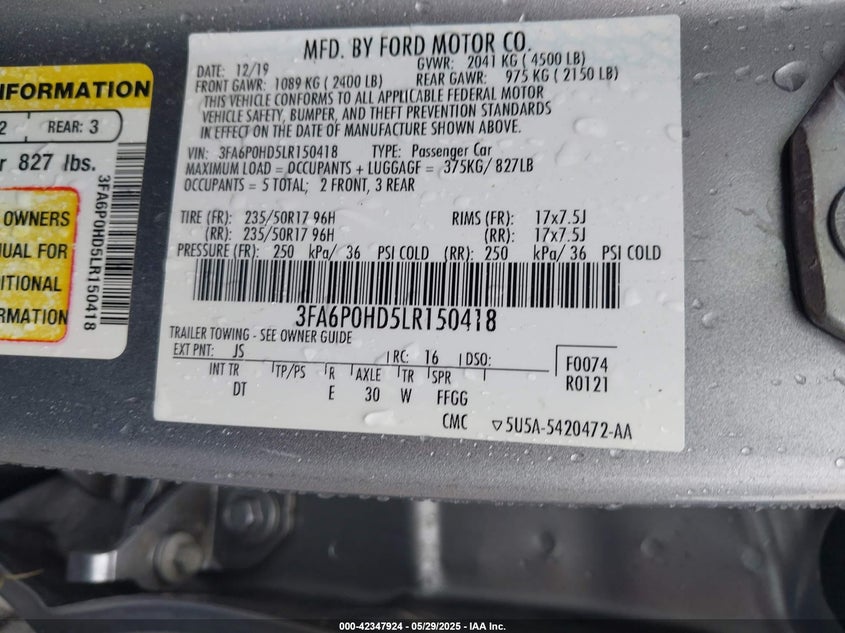 INFORMATION
2 REAR: 3
827 lbs.
OWNERS
FOR
3FA6P0HD5LR150418
MFD. BY FORD MOTOR CO.
DATE: 12/19 GVWR: 2041 KG ( 4500 LB)
FRONT GAWR: 1089 KG ( 2400 LB) REAR GAWR: 975 KG ( 2150 LB)
THIS VEHICLE CONFORMS TO ALL APPLICABLE FEDERAL MOTOR
VEHICLE SAFETY, BUMPER, AND THEFT PREVENTION STANDARDS
IN EFFECT ON THE DATE OF MANUFACTURE SHOWN ABOVE.
VIN: 3FA6P0HD5LR150418 TYPE: Passenger Car
MAXIMUM LOAD = OCCUPANTS + LUGGAGE = 375KG/ 827LB
OCCUPANTS = 5 TOTAL; 2 FRONT, 3 REAR
TIRE (FR): 235/50R17 96H RIMS (FR): 17x7.5J
(RR): 235/50R17 96H (RR): 17x7.5J
PRESSURE (FR): 250 kPa/ 36 PSI COLD (RR): 250 kPa/ 36 PSI COLD
3FA6P0HD5LR150418
TRAILER TOWING - SEE OWNER GUIDE
EXT PNT: JS RC: 16 DSO: F0074
INT TR TP/PS R AXLE TR SPR R0121
DT E 30 W FFGG
CMC ▽5U5A-5420472-AA
000-42347924 - 05/29/2025 - IAA Inc.